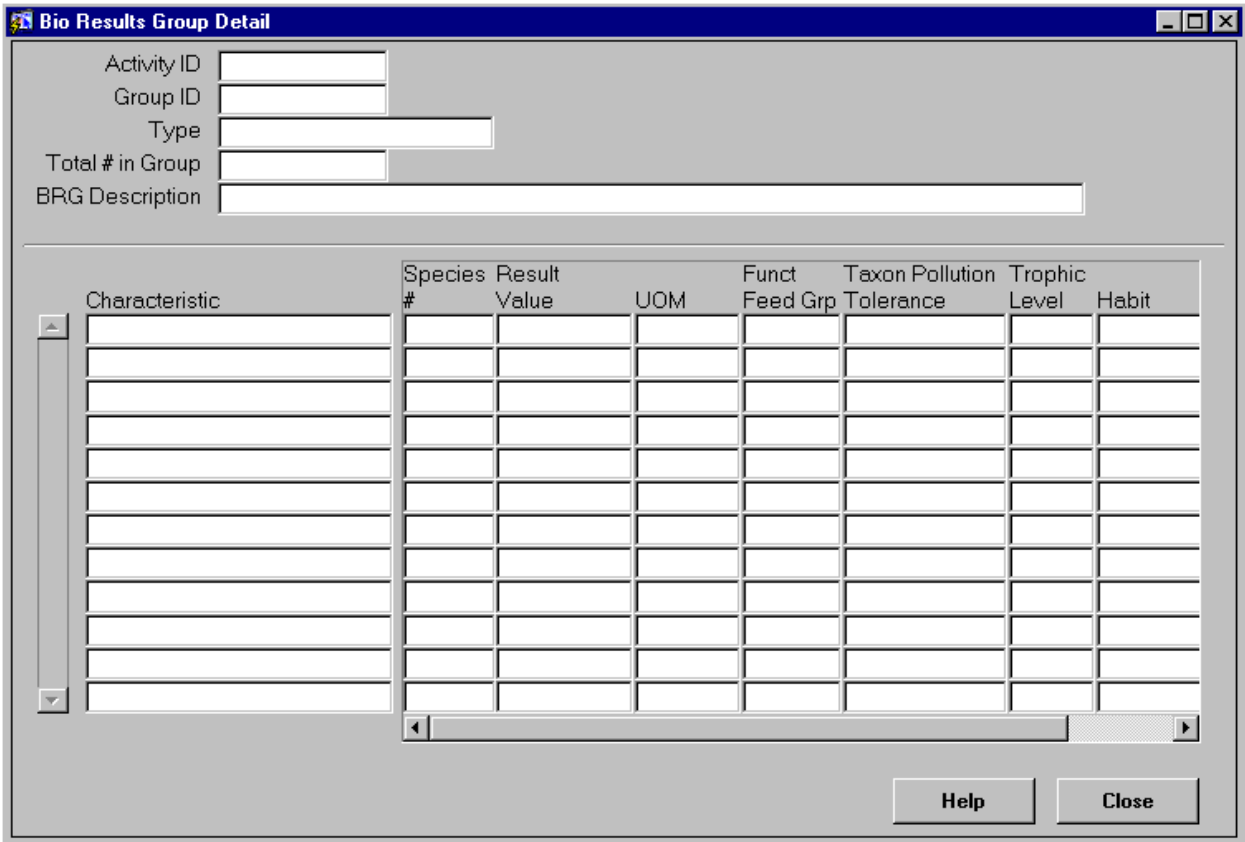 Bio Results Group Detail
Activity ID
Group ID
Type
Total # in Group
BRG Description
Species Result Funct Taxon Pollution Trophic
Characteristic # Value UOM Feed Grp Tolerance Level Habit
Help Close